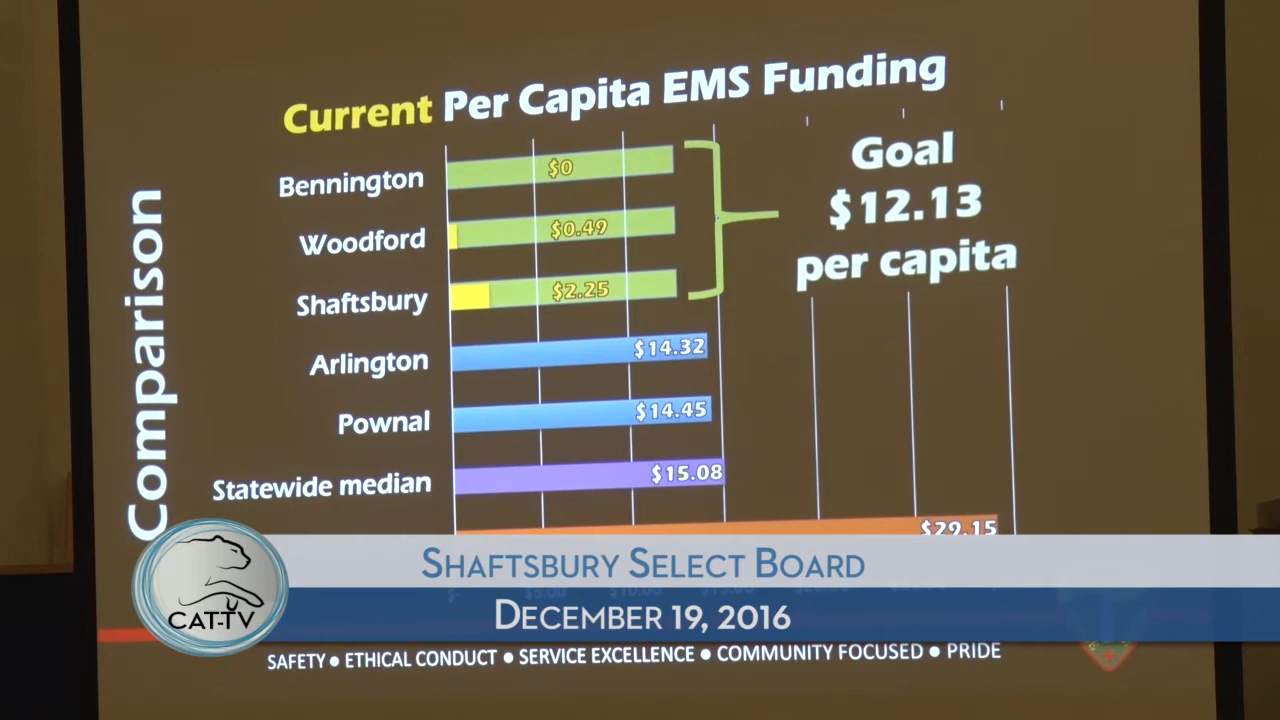 Current Per Capita EMS Funding
Comparison
Bennington $0
Woodford $0.49
Shaftsbury $2.25
Arlington $14.32
Pownal $14.45
Statewide median $15.08
$29.15
Goal
$12.13
per capita
SHAFTSBURY SELECT BOARD
DECEMBER 19, 2016
CAT-TV
SAFETY ● ETHICAL CONDUCT ● SERVICE EXCELLENCE ● COMMUNITY FOCUSED ● PRIDE